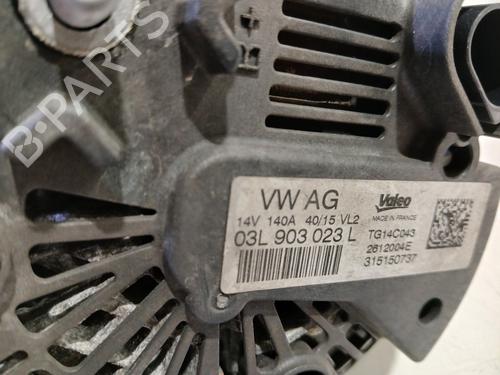 B-PARTS
B+
VW AG
14V 140A 40/15 VL2
03L 903 023 L
Valeo
MADE IN FRANCE
TG14C043
2612004E
315150737